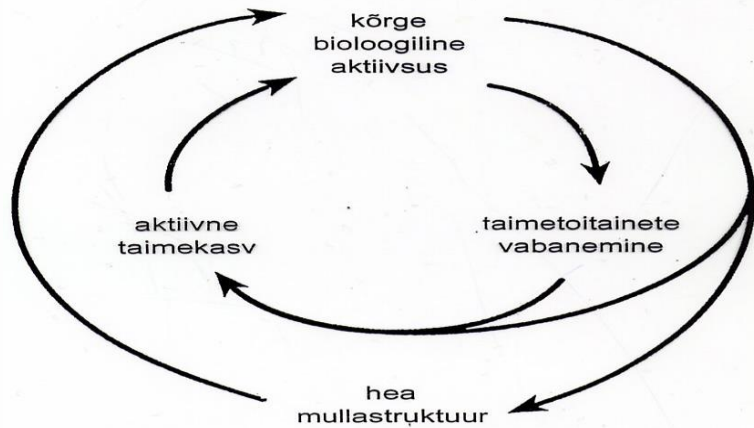 kõrge
bioloogiline
aktiivsus
aktiivne
taimekasv
taimetoitainete
vabanemine
hea
mullastruktuur